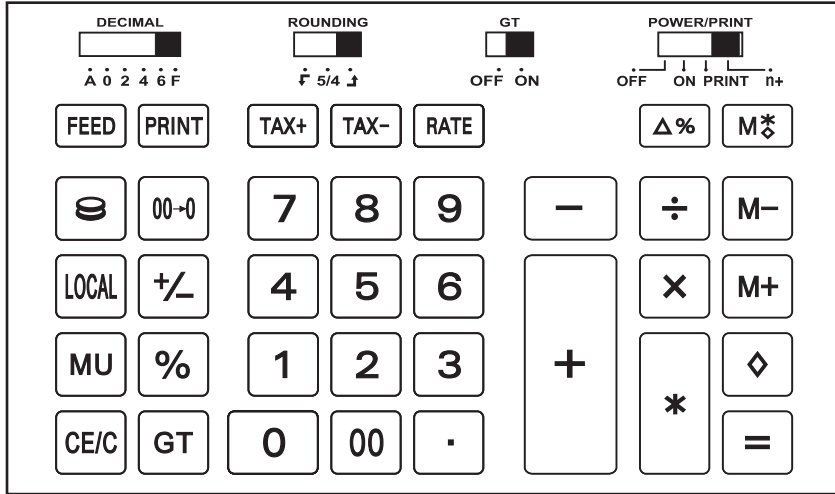 DECIMAL ROUNDING GT POWER/PRINT
A 0 2 4 6 F 5/4 OFF ON OFF ON PRINT n+
FEED PRINT TAX+ TAX- RATE Δ% M*◇
00→0 7 8 9 − ÷ M−
LOCAL +/− 4 5 6 × M+
MU % 1 2 3 + ◇
CE/C GT 0 00 . * =